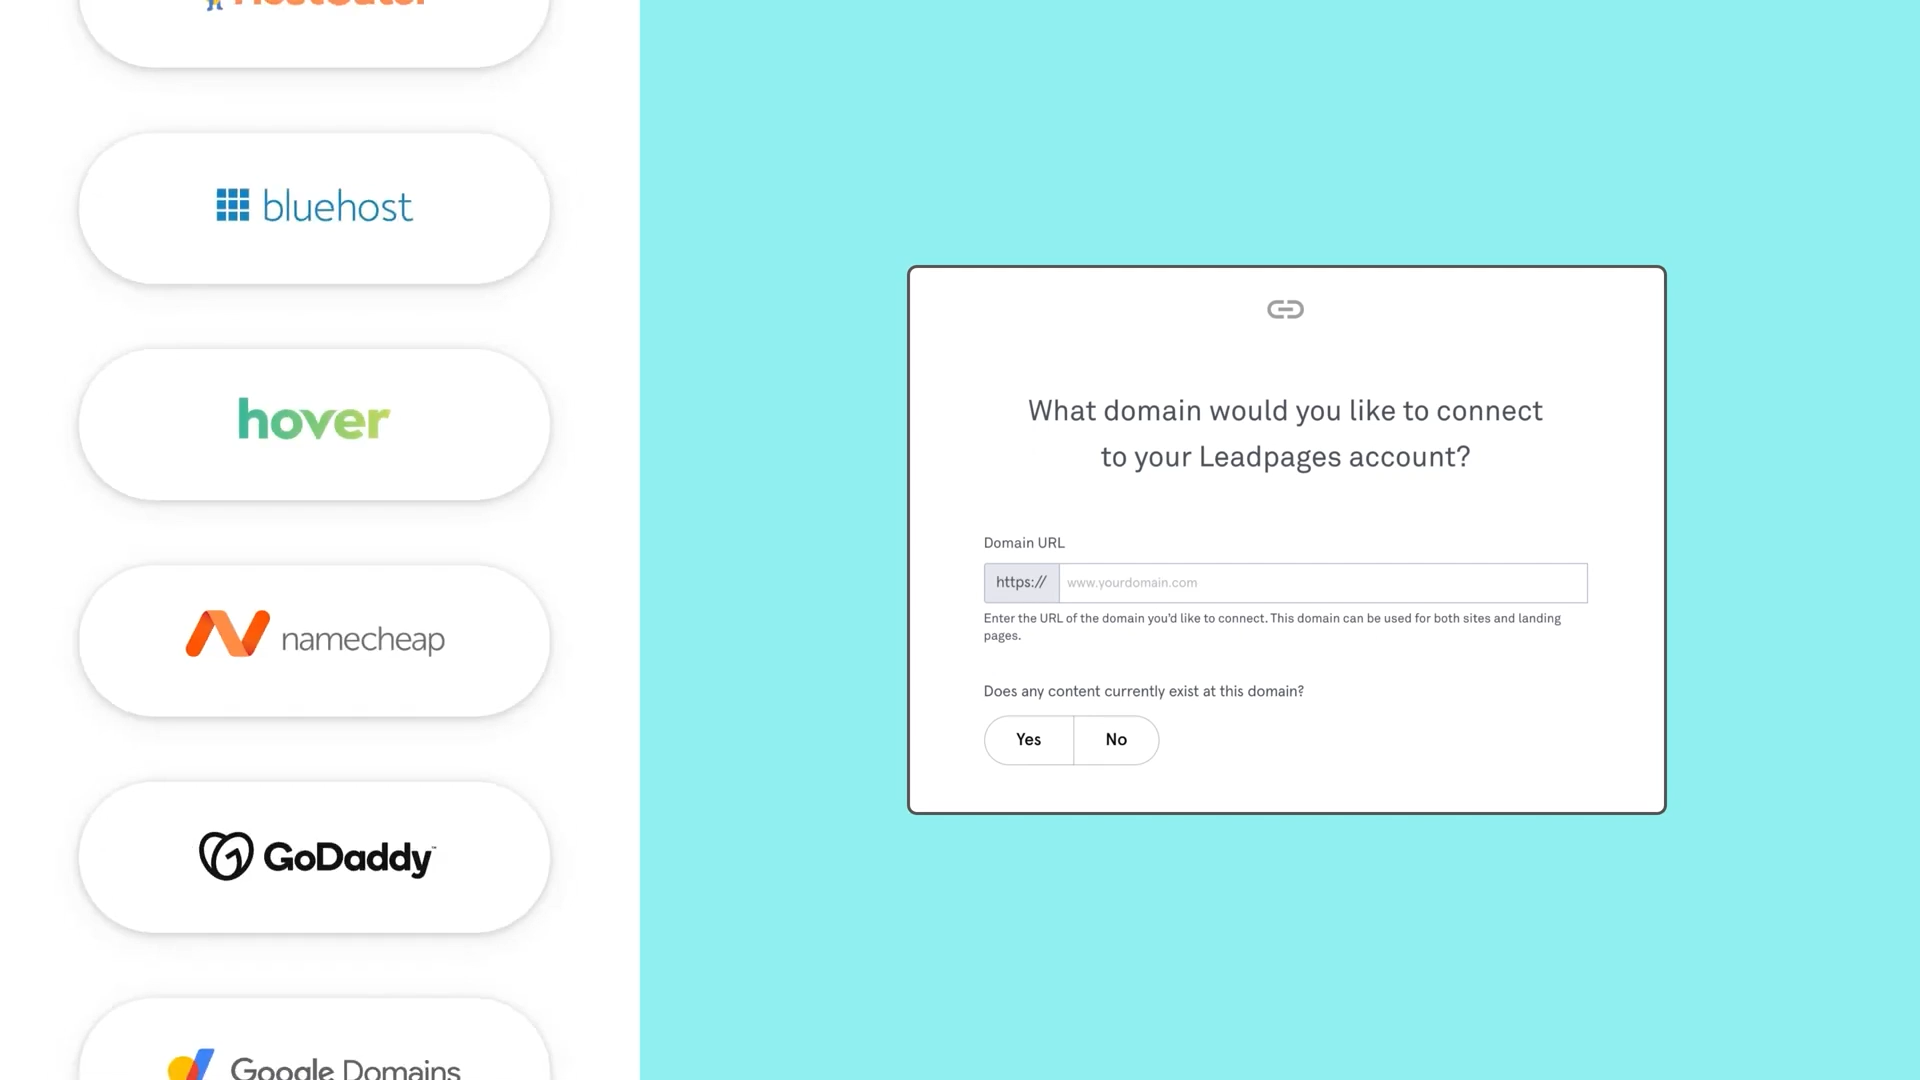 HostGator
bluehost
hover
namecheap
GoDaddy™
Google Domains
What domain would you like to connect
to your Leadpages account?
Domain URL
https://
www.yourdomain.com
Enter the URL of the domain you'd like to connect. This domain can be used for both sites and landing
pages.
Does any content currently exist at this domain?
Yes
No